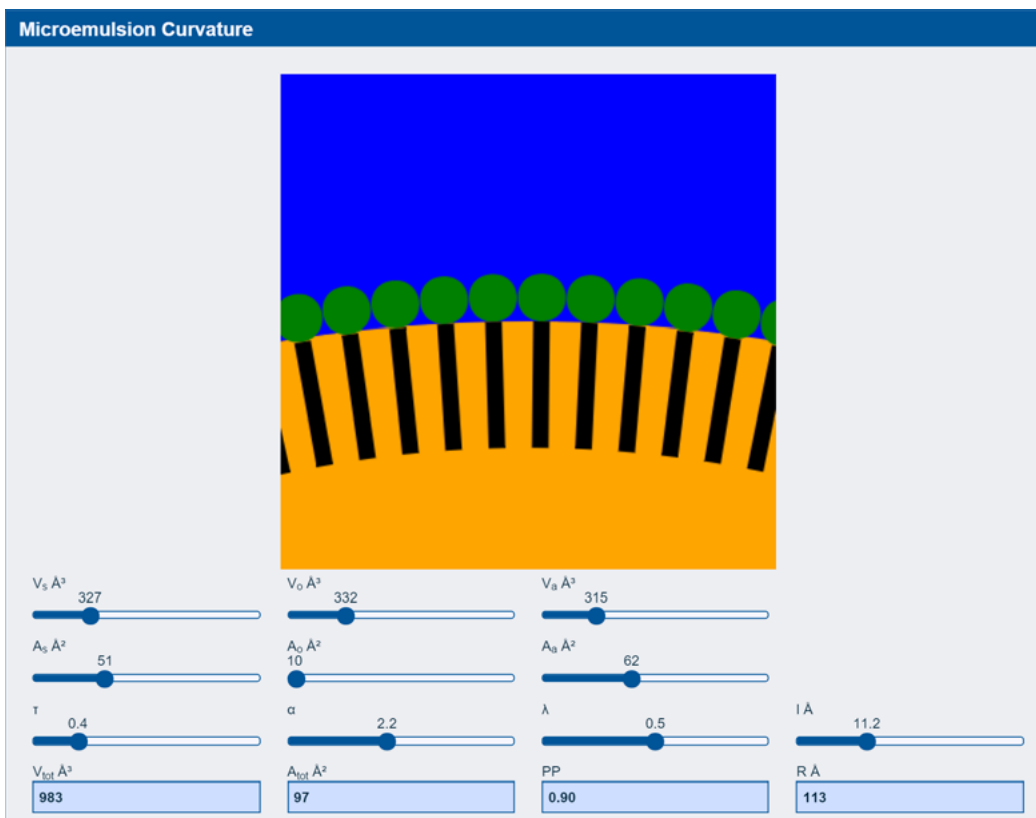 Microemulsion Curvature
Vₛ Å³ Vₒ Å³ Vₐ Å³
327 332 315
Aₛ Å² Aₒ Å² Aₐ Å²
51 10 62
τ α λ l Å
0.4 2.2 0.5 11.2
Vtot Å³ Atot Å² PP R Å
983 97 0.90 113